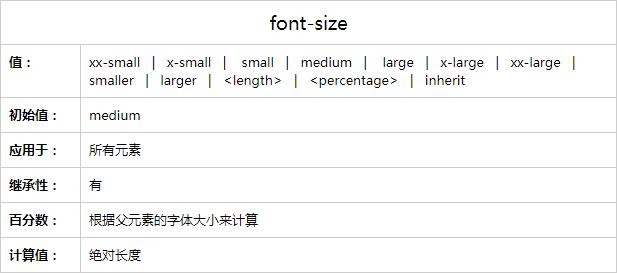 font-size
值： xx-small | x-small | small | medium | large | x-large | xx-large |
smaller | larger | <length> | <percentage> | inherit
初始值： medium
应用于： 所有元素
继承性： 有
百分数： 根据父元素的字体大小来计算
计算值： 绝对长度